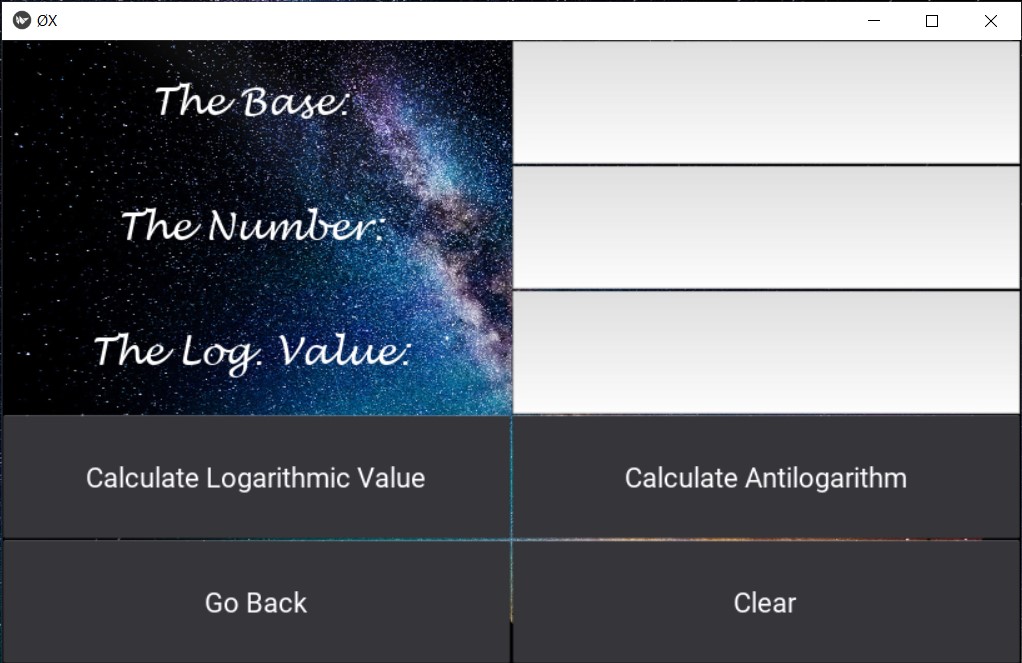 ØX
The Base:
The Number:
The Log. Value:
Calculate Logarithmic Value
Calculate Antilogarithm
Go Back
Clear